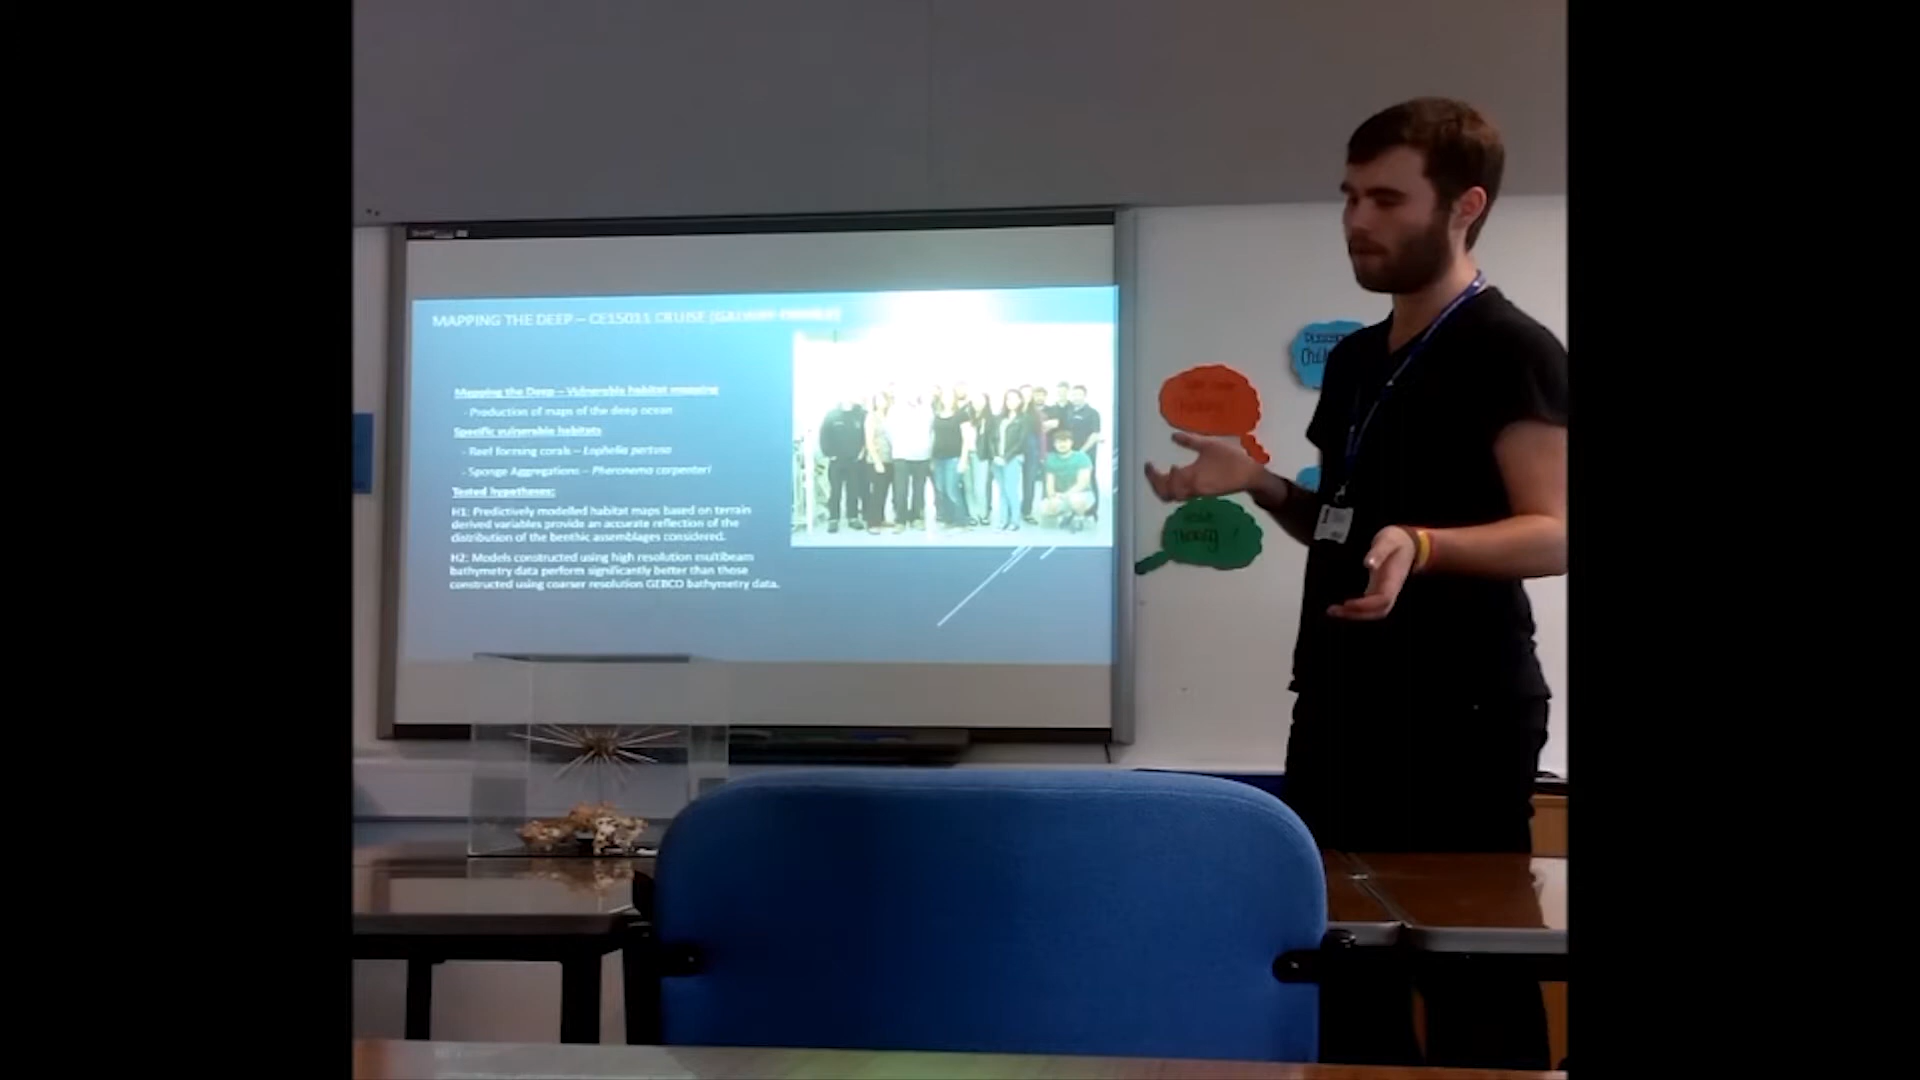 MAPPING THE DEEP – CE15011 CRUISE
Mapping the Deep – Vulnerable habitat mapping
- Production of maps of the deep ocean
Specific vulnerable habitats
- Reef forming corals – Lophelia pertusa
- Sponge Aggregations – Pheronema carpenteri
Tested hypotheses:
H1: Predictively modelled habitat maps based on terrain
derived variables provide an accurate reflection of the
distribution of the benthic assemblages considered.
H2: Models constructed using high resolution multibeam
bathymetry data perform significantly better than those
constructed using coarser resolution GEBCO bathymetry data.